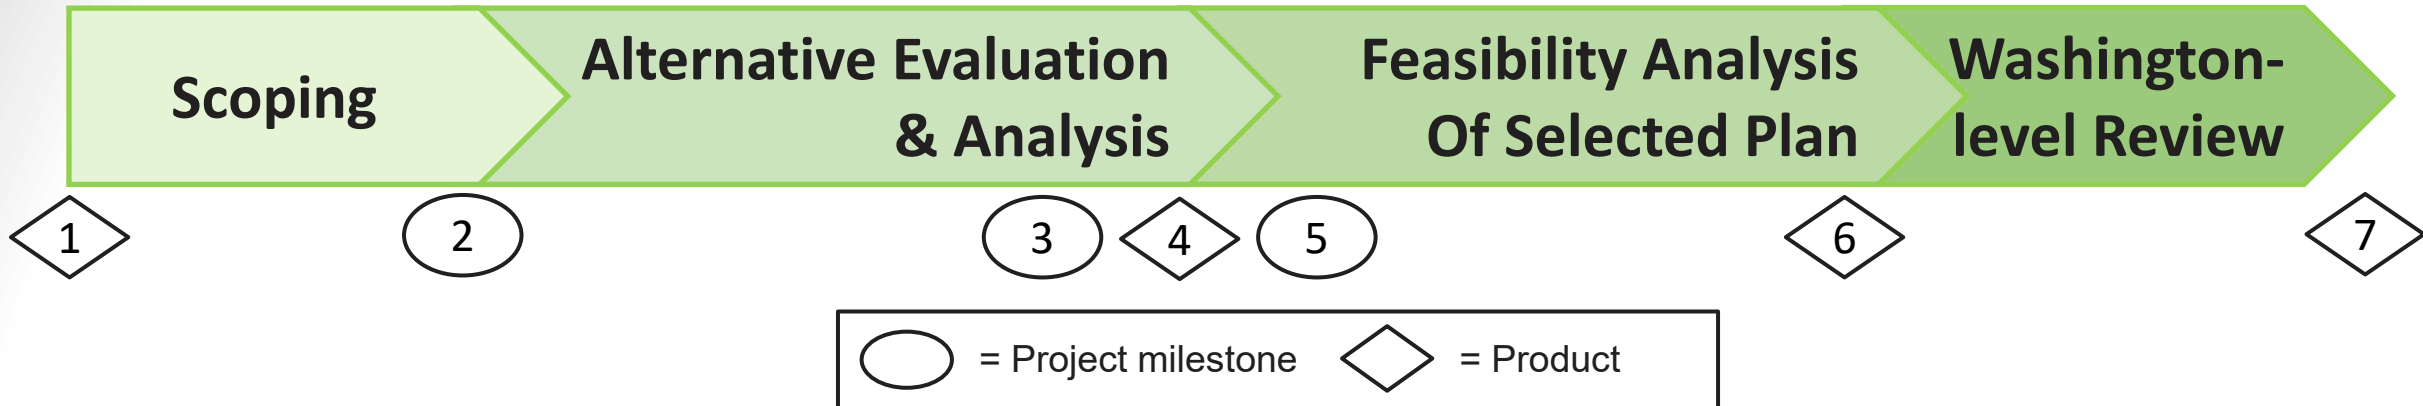 Scoping
Alternative Evaluation
& Analysis
Feasibility Analysis
Of Selected Plan
Washington-
level Review
1
2
3
4
5
6
7
= Project milestone
= Product